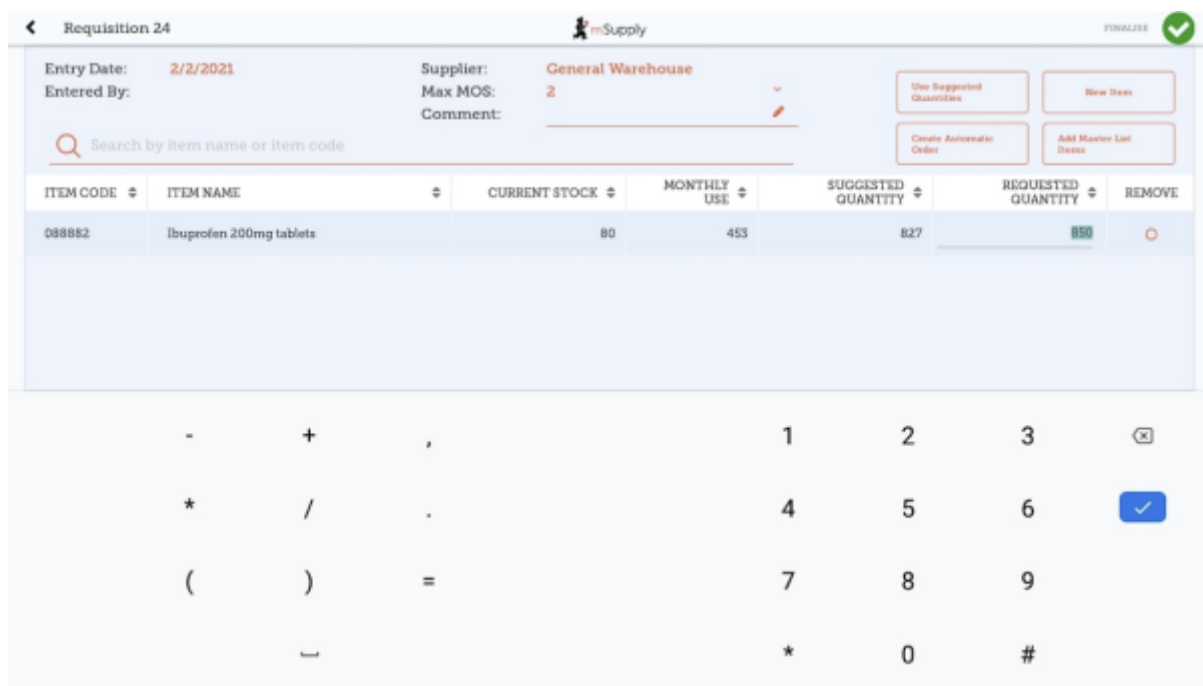 Requisition 24
mSupply
FINALISE
Entry Date: 2/2/2021
Supplier: General Warehouse
Entered By:
Max MOS: 2
Comment:
Use Suggested Quantities
New Item
Search by item name or item code
Create Automatic Order
Add Master List Items
ITEM CODE ITEM NAME CURRENT STOCK MONTHLY USE SUGGESTED QUANTITY REQUESTED QUANTITY REMOVE
088882 Ibuprofen 200mg tablets 80 453 827 850
- + , 1 2 3
* / . 4 5 6
( ) = 7 8 9
* 0 #